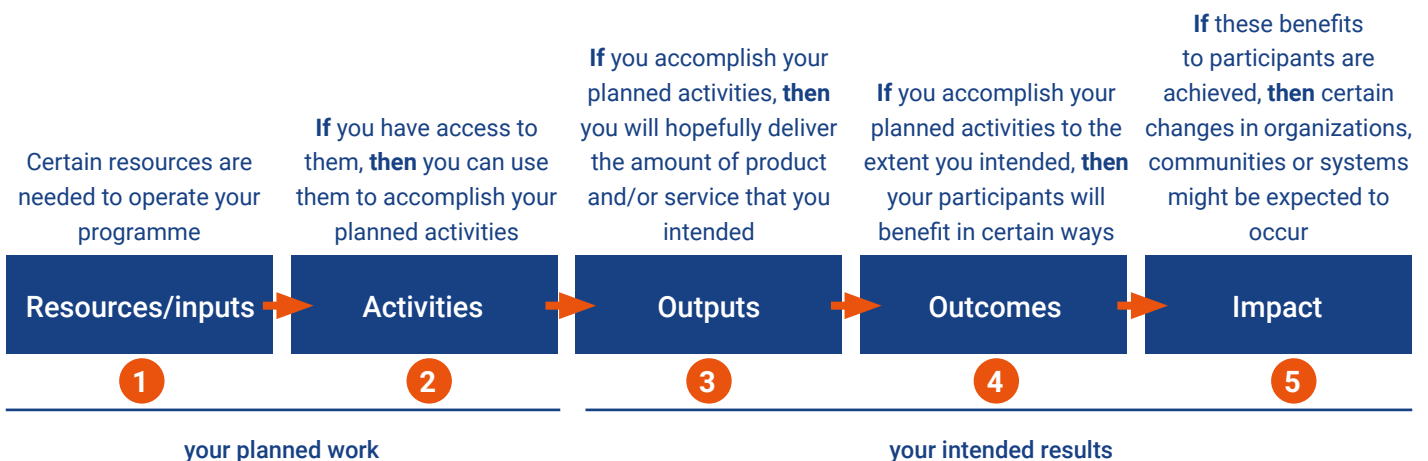 Certain resources are
needed to operate your
programme
If you have access to
them, then you can use
them to accomplish your
planned activities
If you accomplish your
planned activities, then
you will hopefully deliver
the amount of product
and/or service that you
intended
If you accomplish your
planned activities to the
extent you intended, then
your participants will
benefit in certain ways
If these benefits
to participants are
achieved, then certain
changes in organizations,
communities or systems
might be expected to
occur
Resources/inputs
Activities
Outputs
Outcomes
Impact
1
2
3
4
5
your planned work
your intended results